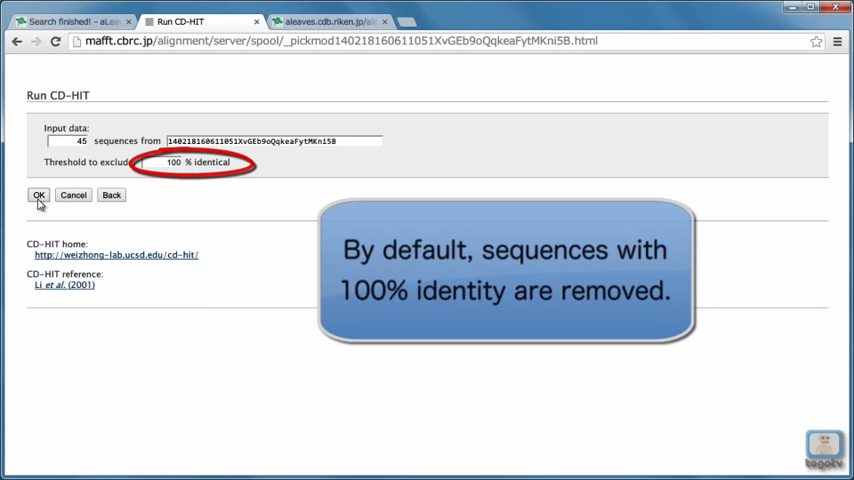 Search finished! - aLea
Run CD-HIT
aleaves.cdb.riken.jp/ale
mafft.cbrc.jp/alignment/server/spool/_pickmod140218160611051XvGEb9oQqkeaFytMKni5B.html
Run CD-HIT
Input data:
45 sequences from 140218160611051XvGEb9oQqkeaFytMKni5B
Threshold to exclud 100 % identical
OK Cancel Back
By default, sequences with
100% identity are removed.
CD-HIT home:
http://weizhong-lab.ucsd.edu/cd-hit/
CD-HIT reference:
Li et al. (2001)
togotv